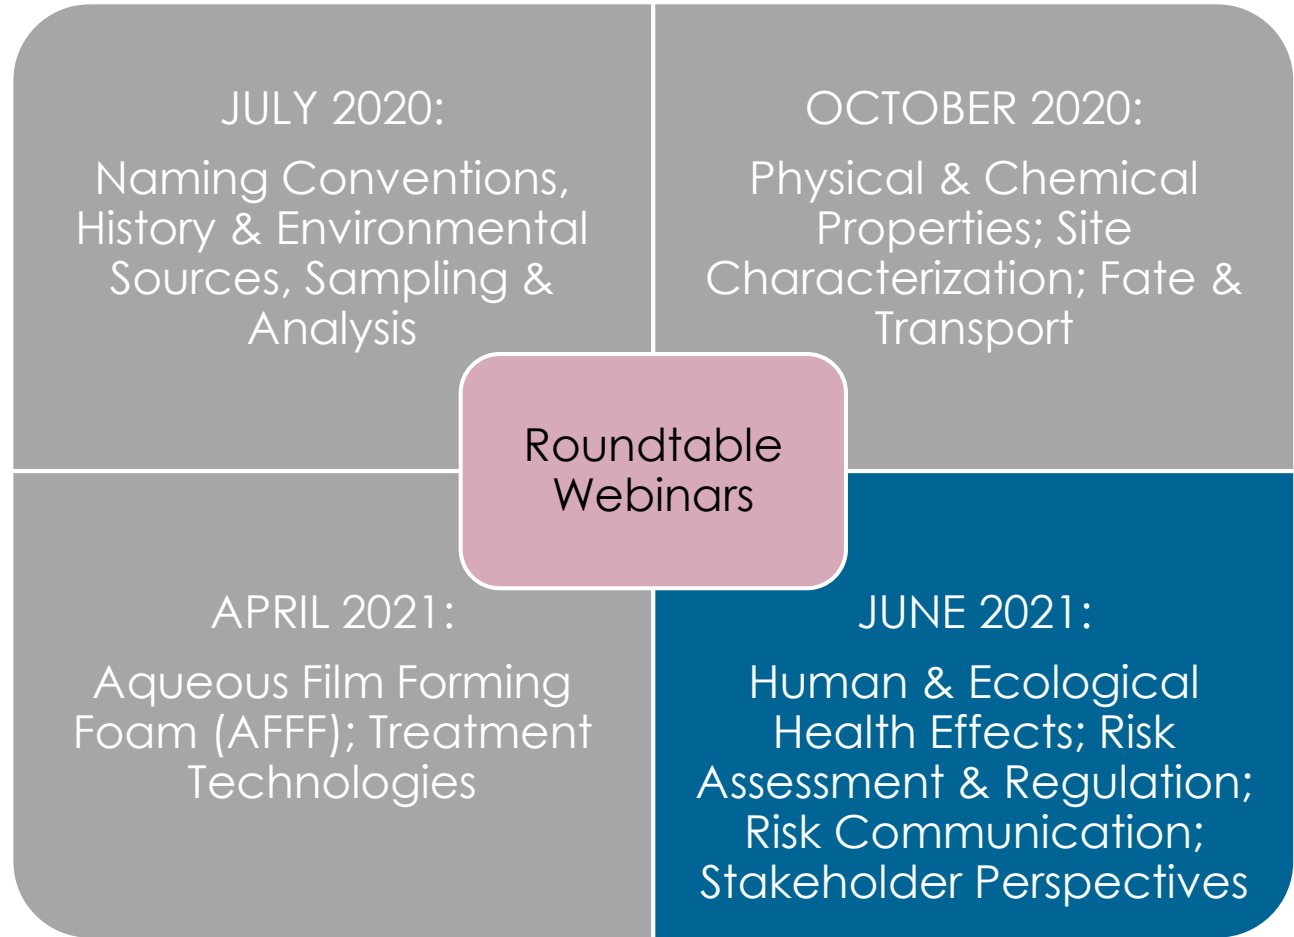 JULY 2020:
Naming Conventions,
History & Environmental
Sources, Sampling &
Analysis
OCTOBER 2020:
Physical & Chemical
Properties; Site
Characterization; Fate &
Transport
Roundtable
Webinars
APRIL 2021:
Aqueous Film Forming
Foam (AFFF); Treatment
Technologies
JUNE 2021:
Human & Ecological
Health Effects; Risk
Assessment & Regulation;
Risk Communication;
Stakeholder Perspectives